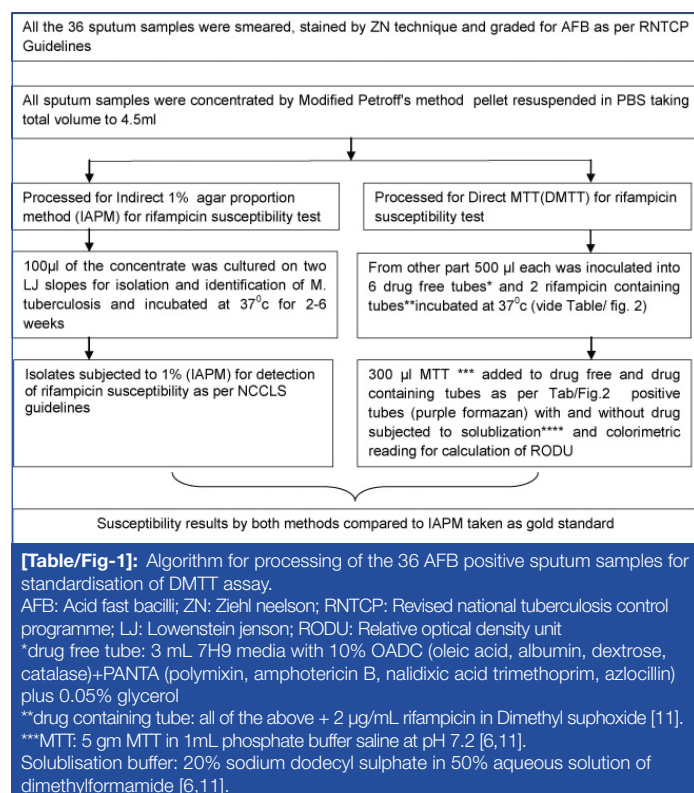 All the 36 sputum samples were smeared, stained by ZN technique and graded for AFB as per RNTCP
Guidelines
All sputum samples were concentrated by Modified Petroff's method pellet resuspended in PBS taking
total volume to 4.5ml
Processed for Indirect 1% agar proportion
method (IAPM) for rifampicin susceptibility test
Processed for Direct MTT(DMTT) for rifampicin
susceptibility test
100µl of the concentrate was cultured on two
LJ slopes for isolation and identification of M.
tuberculosis and incubated at 37⁰c for 2-6
weeks
From other part 500 µl each was inoculated into
6 drug free tubes* and 2 rifampicin containing
tubes**incubated at 37⁰c (vide Table/ fig. 2)
Isolates subjected to 1% (IAPM) for detection
of rifampicin susceptibility as per NCCLS
guidelines
300 µl MTT *** added to drug free and drug
containing tubes as per Tab/Fig.2 positive
tubes (purple formazan) with and without drug
subjected to solublization**** and colorimetric
reading for calculation of RODU
Susceptibility results by both methods compared to IAPM taken as gold standard
[Table/Fig-1]: Algorithm for processing of the 36 AFB positive sputum samples for
standardisation of DMTT assay.
AFB: Acid fast bacilli; ZN: Ziehl neelson; RNTCP: Revised national tuberculosis control
programme; LJ: Lowenstein jenson; RODU: Relative optical density unit
*drug free tube: 3 mL 7H9 media with 10% OADC (oleic acid, albumin, dextrose,
catalase)+PANTA (polymixin, amphotericin B, nalidixic acid trimethoprim, azlocillin)
plus 0.05% glycerol
**drug containing tube: all of the above + 2 µg/mL rifampicin in Dimethyl suphoxide [11].
***MTT: 5 gm MTT in 1mL phosphate buffer saline at pH 7.2 [6,11].
Solublisation buffer: 20% sodium dodecyl sulphate in 50% aqueous solution of
dimethylformamide [6,11].